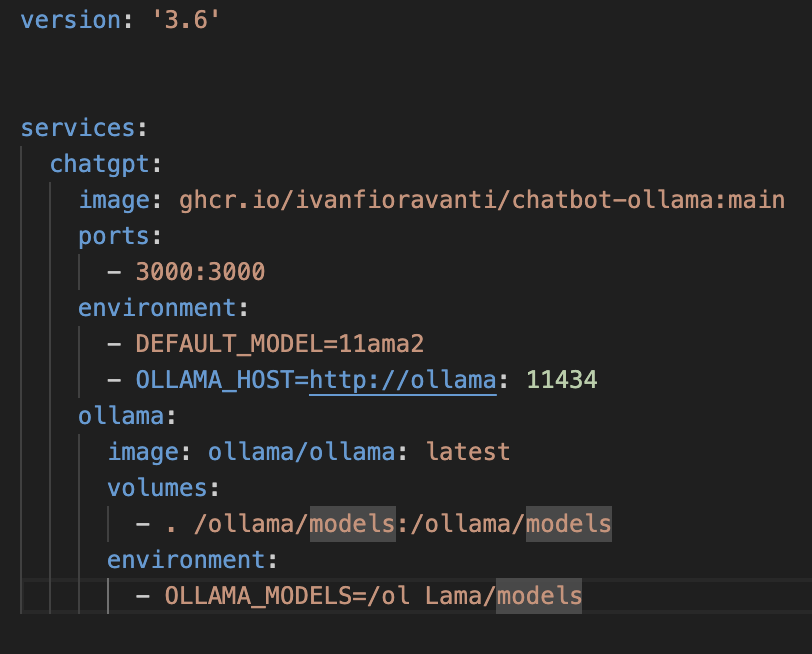 version: '3.6'
services:
  chatgpt:
    image: ghcr.io/ivanfioravanti/chatbot-ollama:main
    ports:
      - 3000:3000
    environment:
      - DEFAULT_MODEL=11ama2
      - OLLAMA_HOST=http://ollama: 11434
    ollama:
      image: ollama/ollama: latest
      volumes:
        - . /ollama/models:/ollama/models
      environment:
        - OLLAMA_MODELS=/ol Lama/models